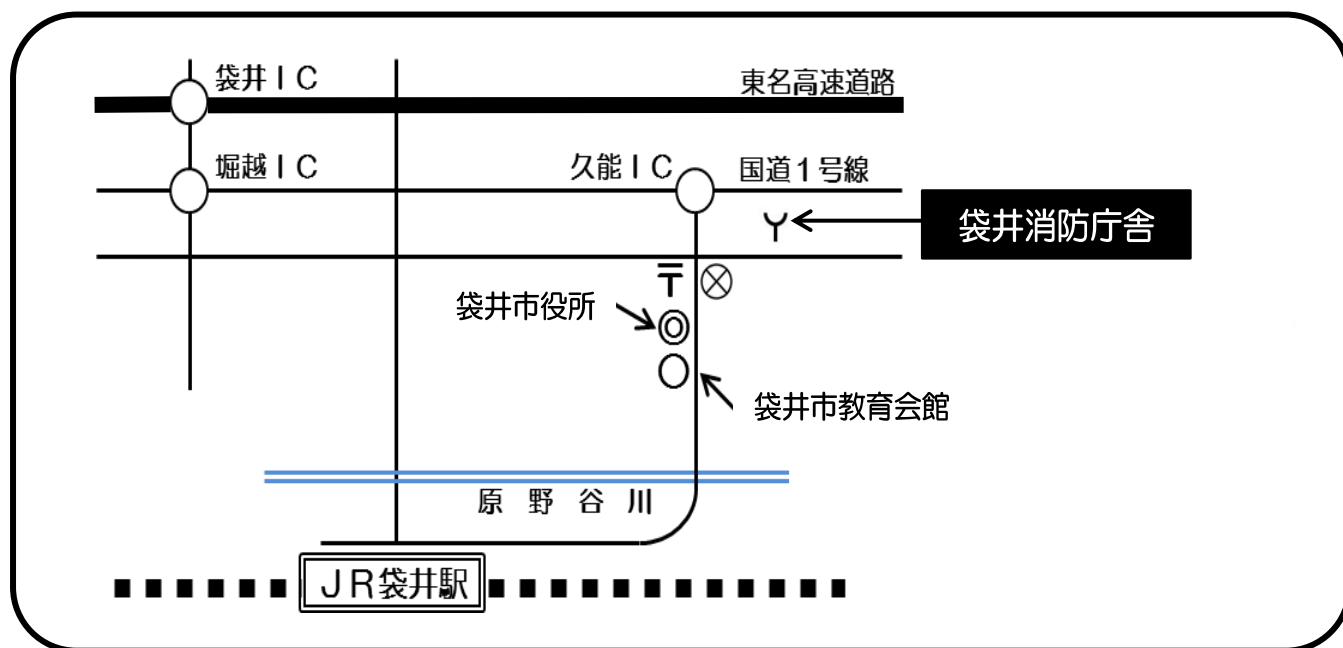 袋井ＩＣ
東名高速道路
堀越ＩＣ
久能ＩＣ
国道１号線
袋井消防庁舎
〒
袋井市役所
袋井市教育会館
原野谷川
ＪＲ袋井駅